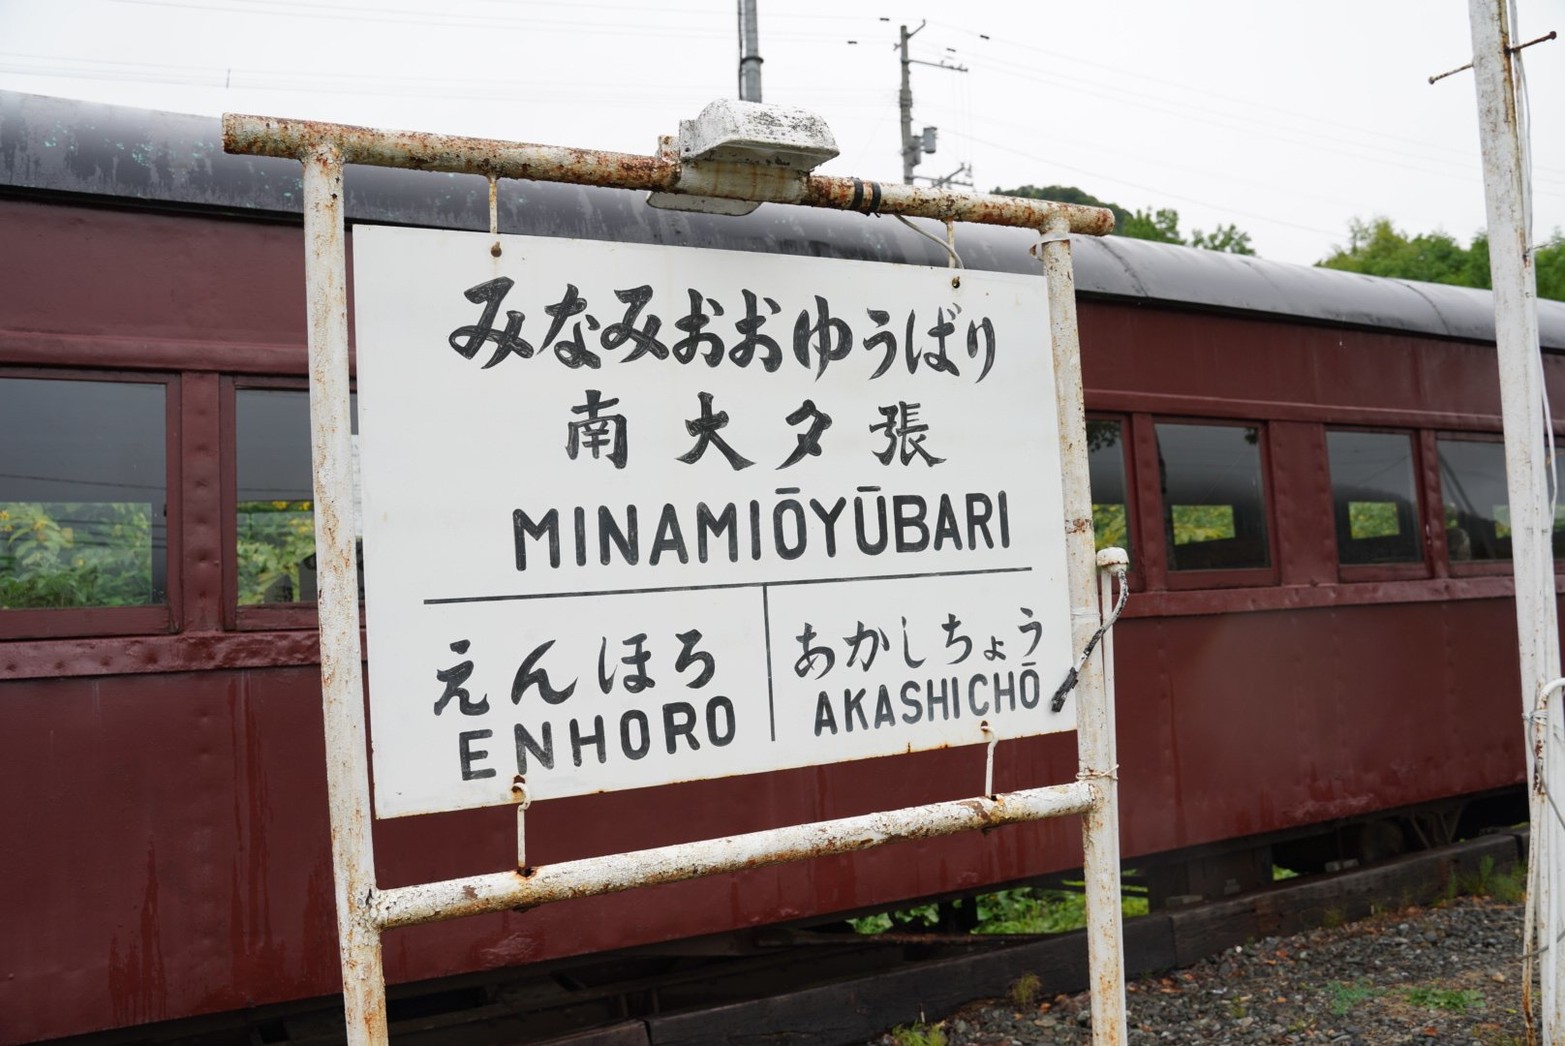 みなみおおゆうばり
南大夕張
MINAMIŌYŪBARI
えんほろ
ENHORO
あかしちょう
AKASHICHŌ